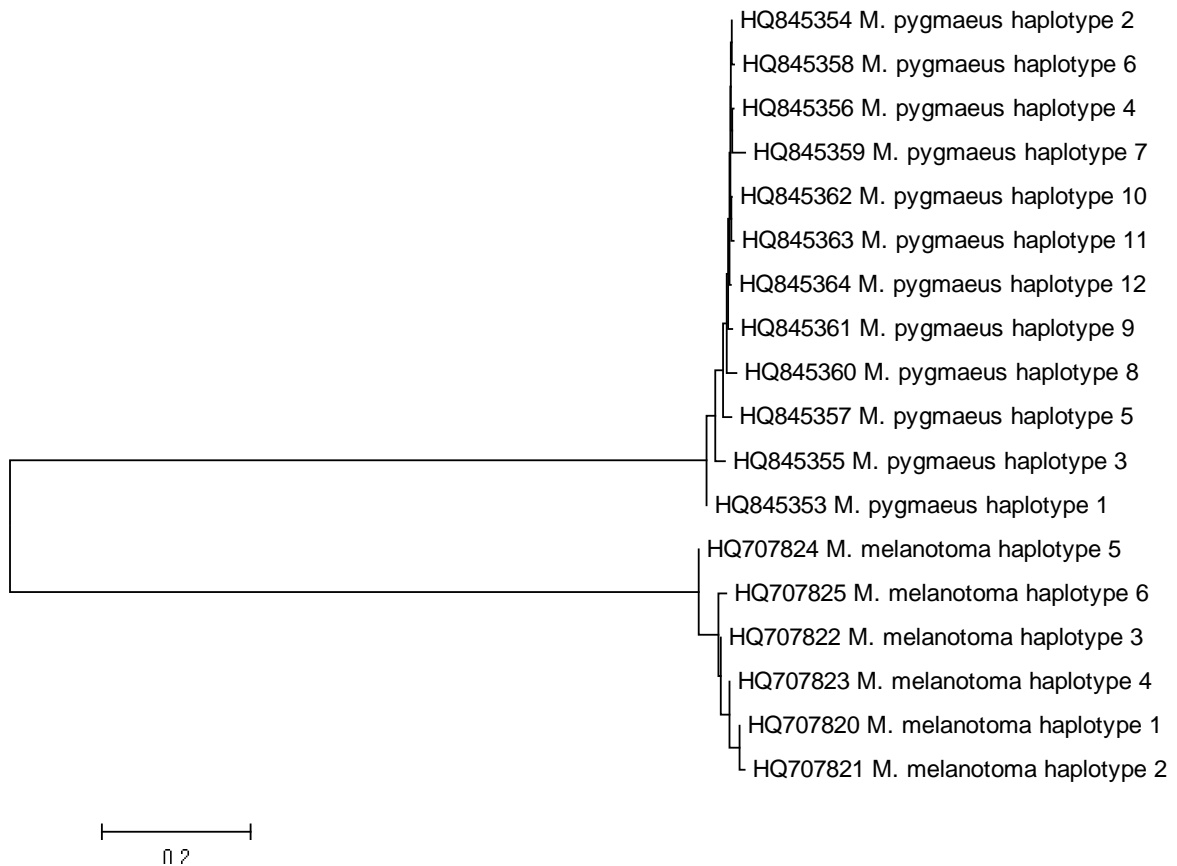 HQ845354 M. pygmaeus haplotype 2
HQ845358 M. pygmaeus haplotype 6
HQ845356 M. pygmaeus haplotype 4
HQ845359 M. pygmaeus haplotype 7
HQ845362 M. pygmaeus haplotype 10
HQ845363 M. pygmaeus haplotype 11
HQ845364 M. pygmaeus haplotype 12
HQ845361 M. pygmaeus haplotype 9
HQ845360 M. pygmaeus haplotype 8
HQ845357 M. pygmaeus haplotype 5
HQ845355 M. pygmaeus haplotype 3
HQ845353 M. pygmaeus haplotype 1
HQ707824 M. melanotoma haplotype 5
HQ707825 M. melanotoma haplotype 6
HQ707822 M. melanotoma haplotype 3
HQ707823 M. melanotoma haplotype 4
HQ707820 M. melanotoma haplotype 1
HQ707821 M. melanotoma haplotype 2
0.2